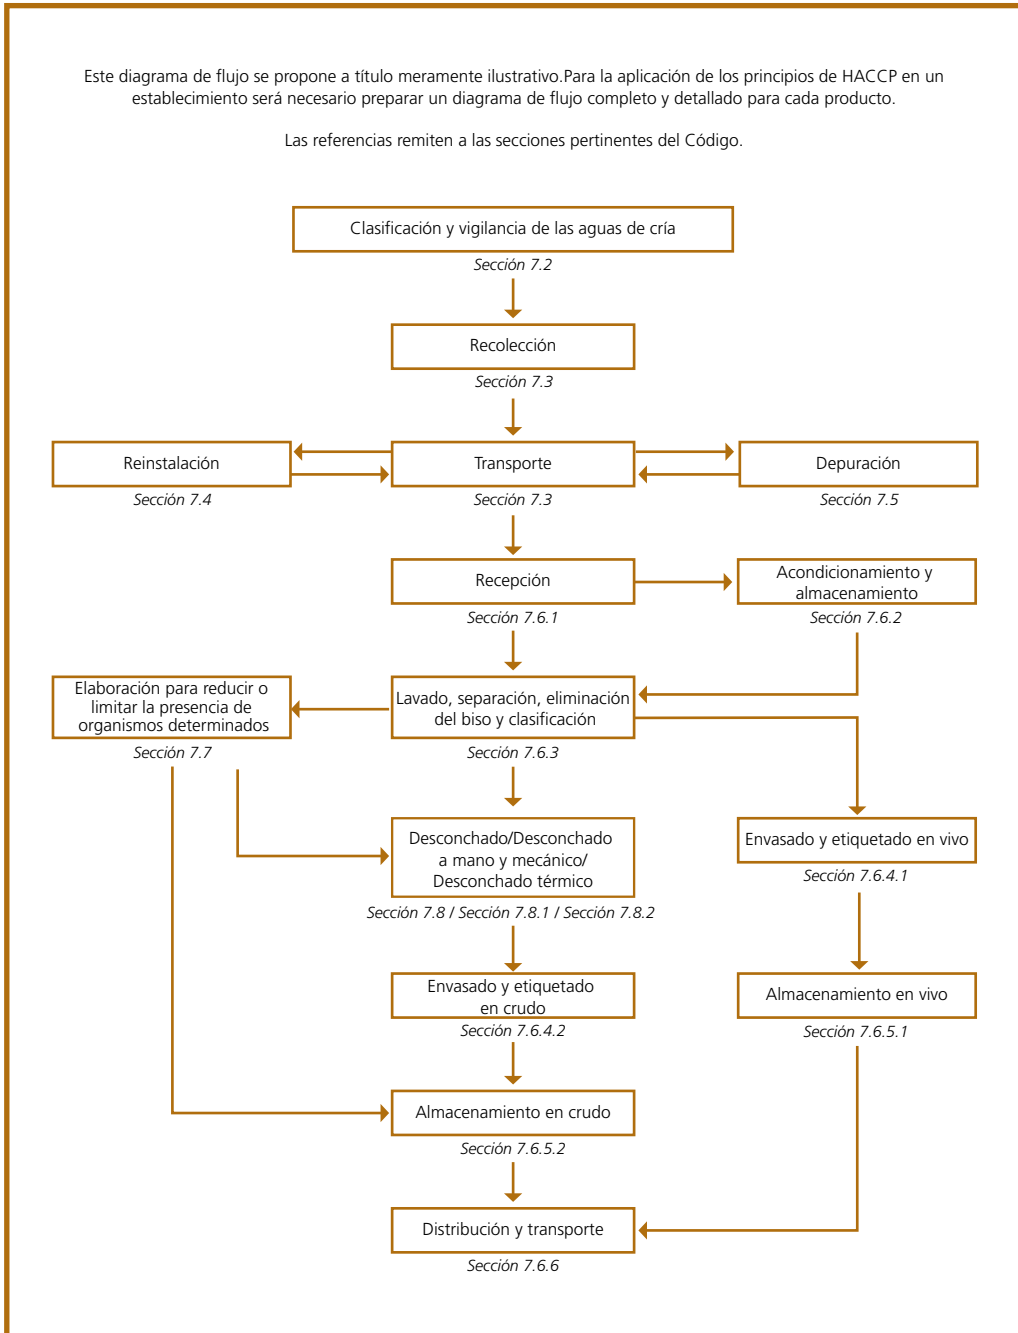 Este diagrama de flujo se propone a título meramente ilustrativo.Para la aplicación de los principios de HACCP en un
establecimiento será necesario preparar un diagrama de flujo completo y detallado para cada producto.
Las referencias remiten a las secciones pertinentes del Código.
Clasificación y vigilancia de las aguas de cría
Sección 7.2
Recolección
Sección 7.3
Reinstalación
Sección 7.4
Transporte
Sección 7.3
Depuración
Sección 7.5
Recepción
Sección 7.6.1
Acondicionamiento y
almacenamiento
Sección 7.6.2
Elaboración para reducir o
limitar la presencia de
organismos determinados
Sección 7.7
Lavado, separación, eliminación
del biso y clasificación
Sección 7.6.3
Desconchado/Desconchado
a mano y mecánico/
Desconchado térmico
Sección 7.8 / Sección 7.8.1 / Sección 7.8.2
Envasado y etiquetado en vivo
Sección 7.6.4.1
Envasado y etiquetado
en crudo
Sección 7.6.4.2
Almacenamiento en vivo
Sección 7.6.5.1
Almacenamiento en crudo
Sección 7.6.5.2
Distribución y transporte
Sección 7.6.6